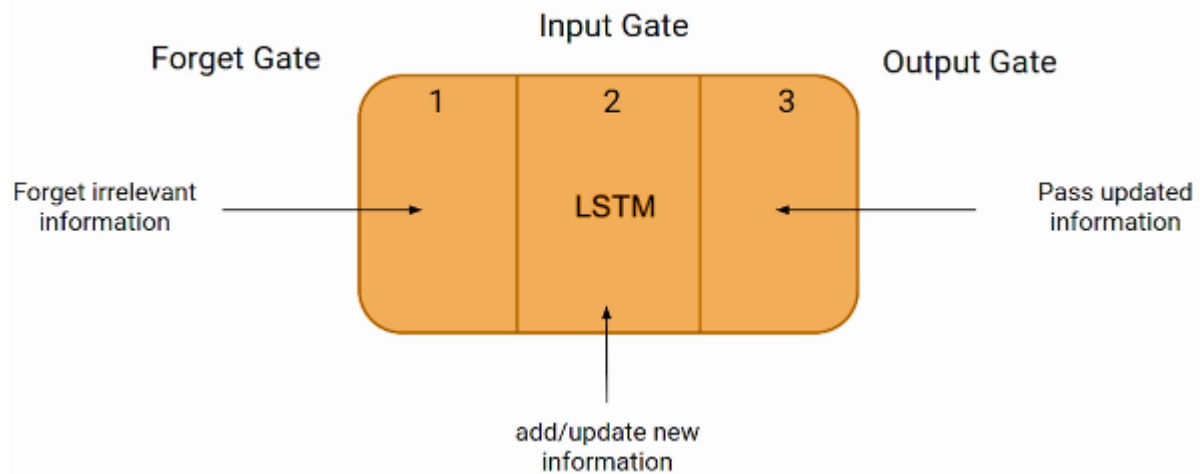 Input Gate
Forget Gate
Output Gate
1
2
3
Forget irrelevant
information
LSTM
Pass updated
information
add/update new
information